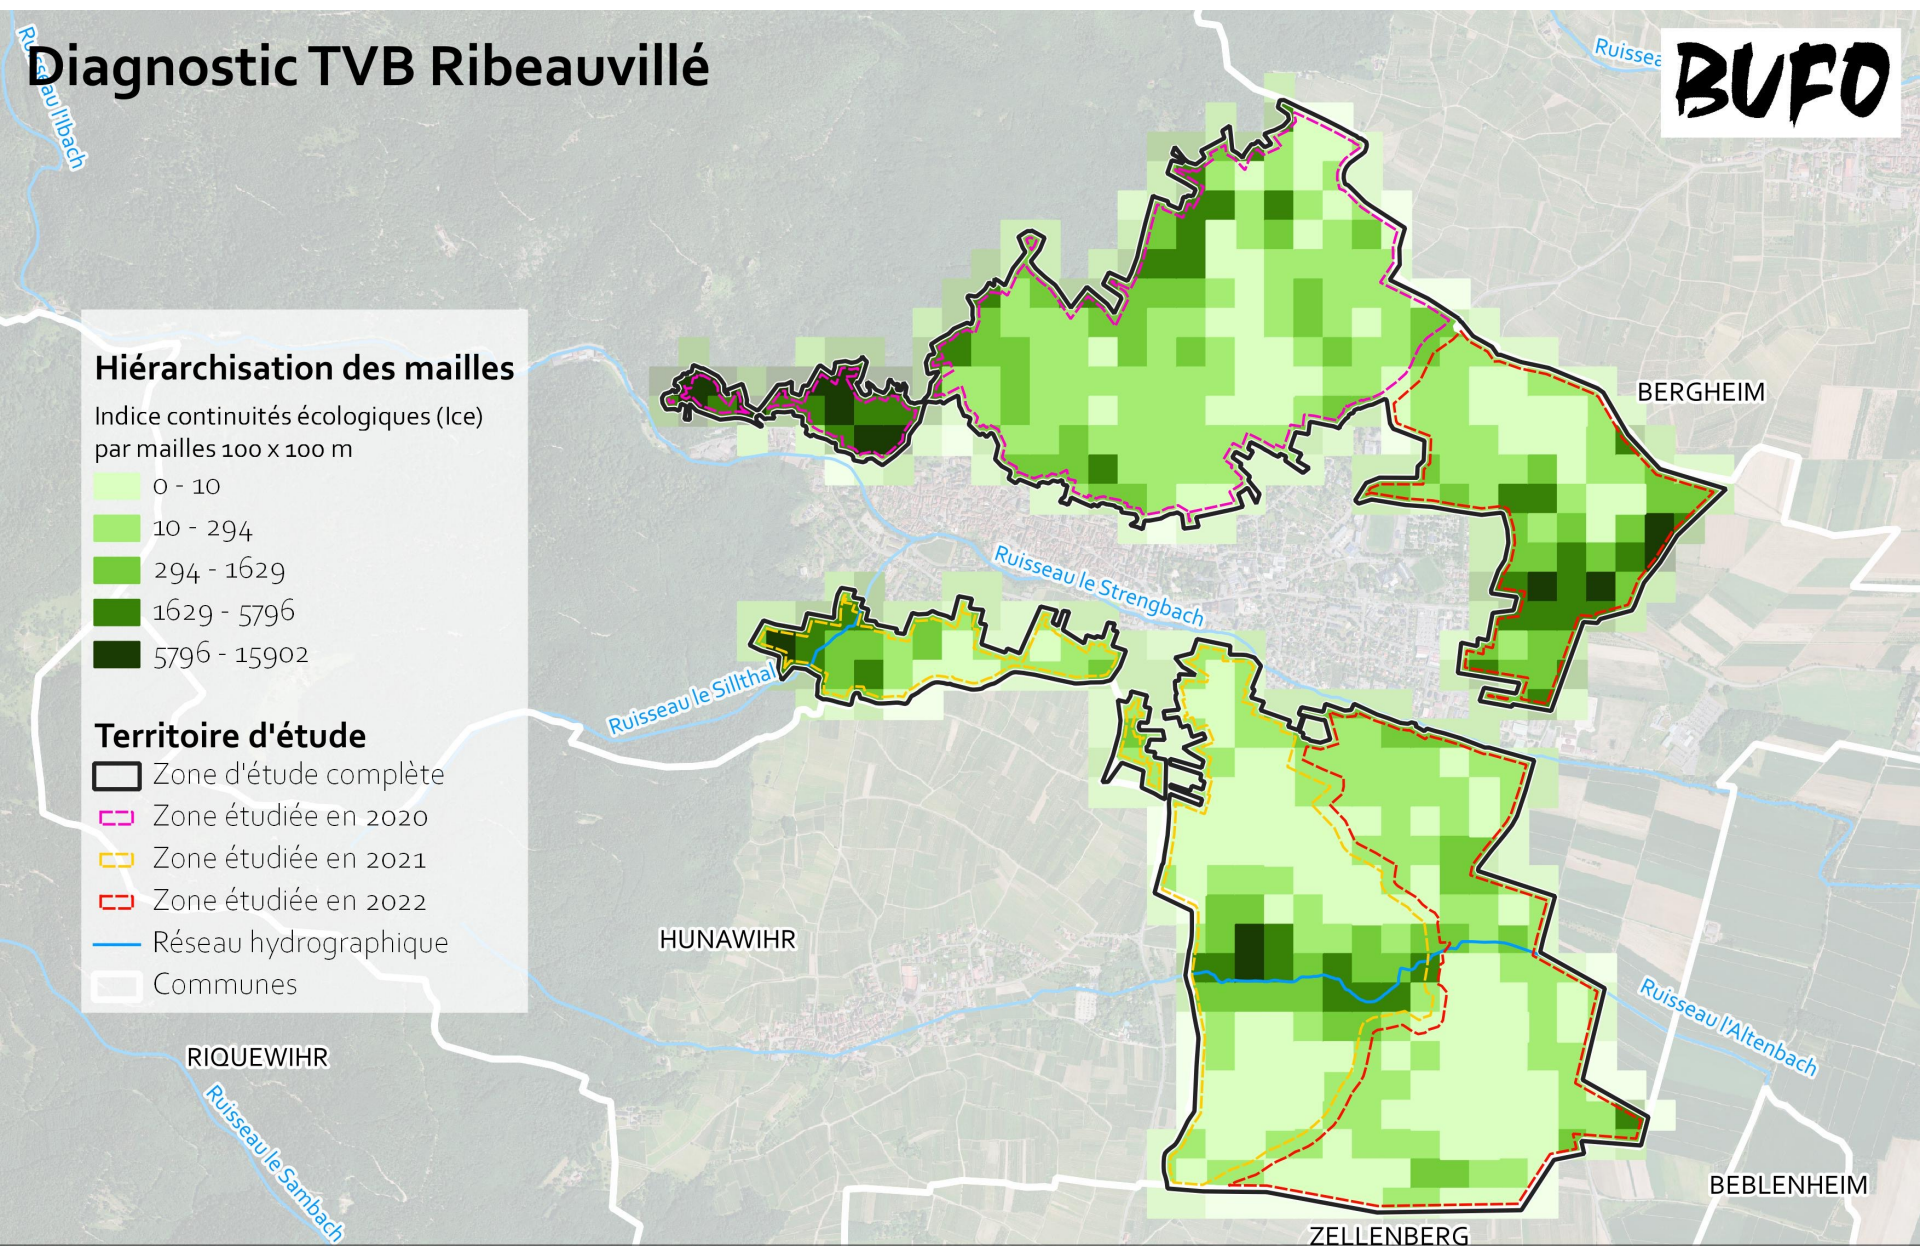 Diagnostic TVB Ribeauvillé
BUFO
Ruisseau l'Ibach
Ruissea
Hiérarchisation des mailles
Indice continuités écologiques (Ice)
par mailles 100 x 100 m
0 - 10
10 - 294
294 - 1629
1629 - 5796
5796 - 15902
Territoire d'étude
Zone d'étude complète
Zone étudiée en 2020
Zone étudiée en 2021
Zone étudiée en 2022
Réseau hydrographique
Communes
BERGHEIM
Ruisseau le Strengbach
Ruisseau le Sillthal
HUNAWIHR
Ruisseau l'Altenbach
RIQUEWIHR
Ruisseau le Sambach
BEBLENHEIM
ZELLENBERG